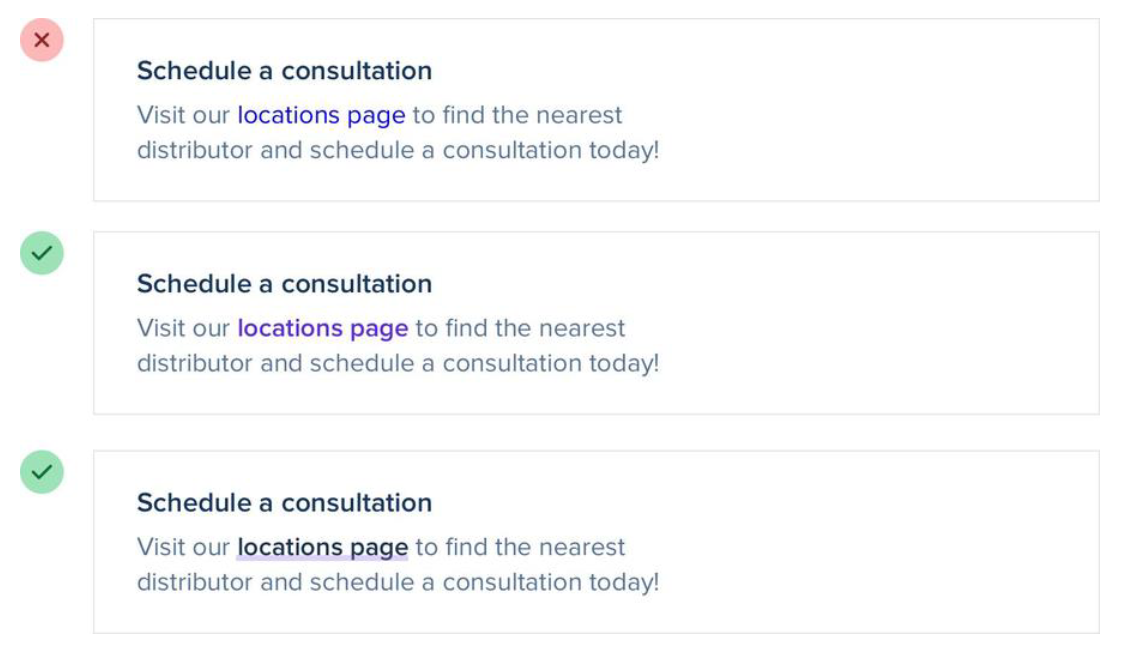 Schedule a consultation
Visit our locations page to find the nearest
distributor and schedule a consultation today!
Schedule a consultation
Visit our locations page to find the nearest
distributor and schedule a consultation today!
Schedule a consultation
Visit our locations page to find the nearest
distributor and schedule a consultation today!